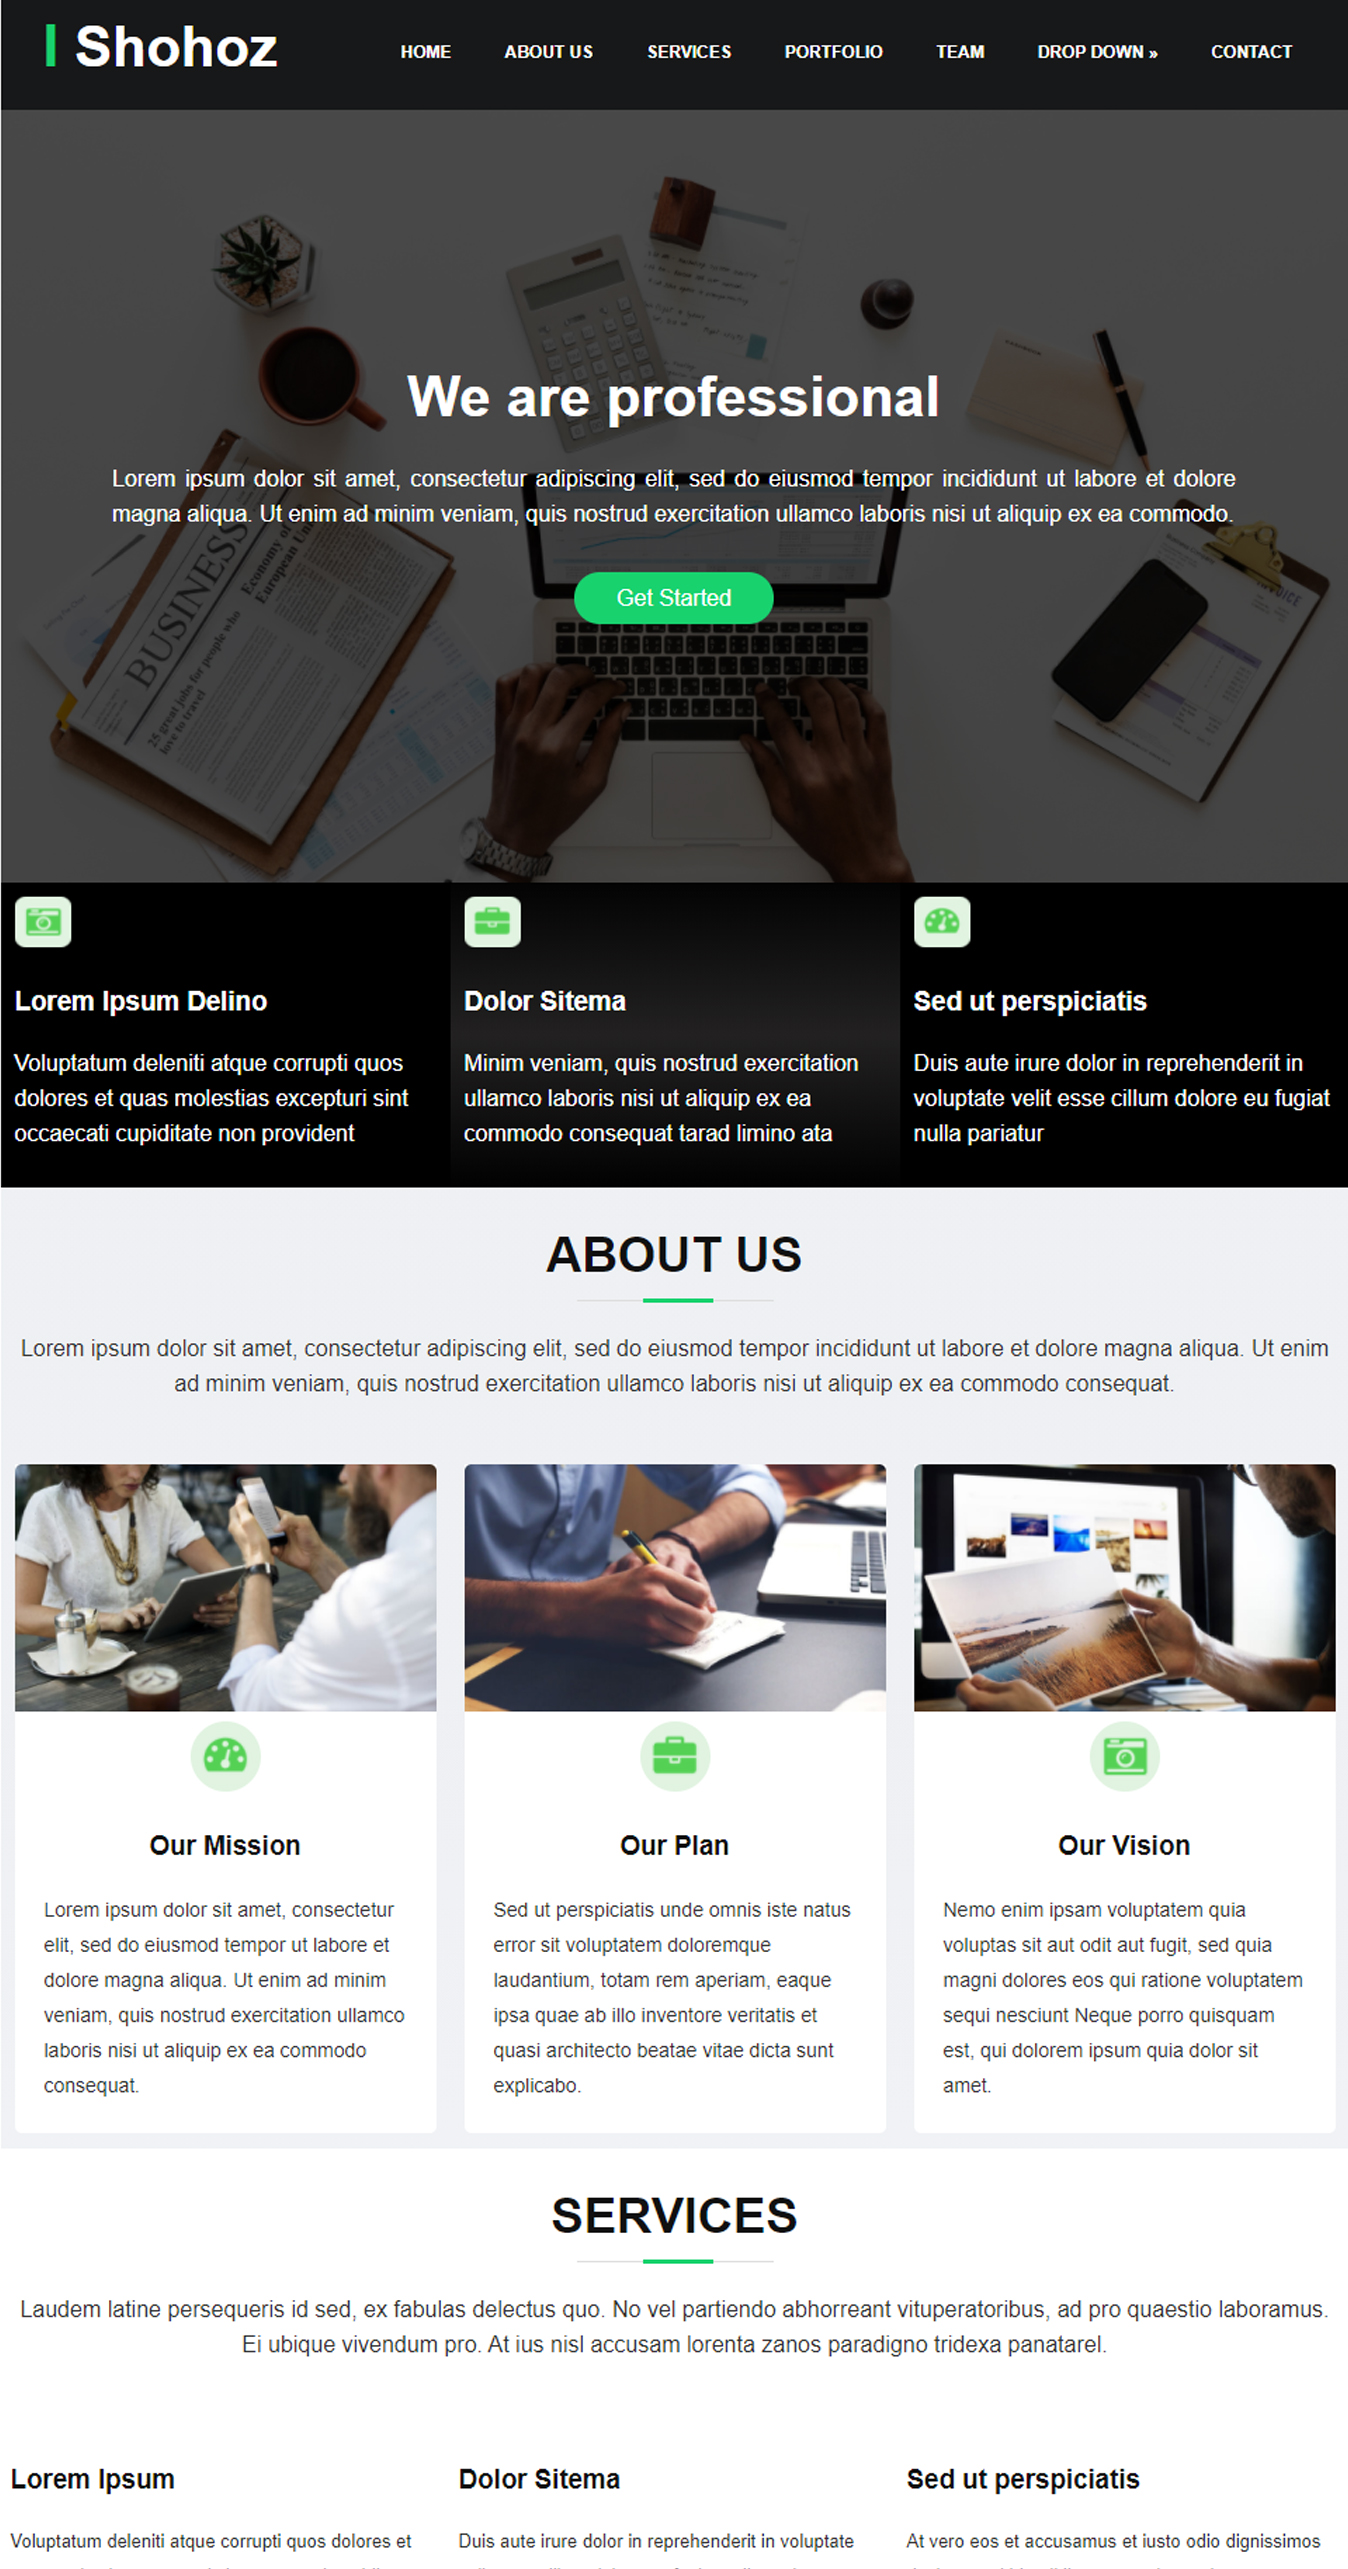 Shohoz
HOME ABOUT US SERVICES PORTFOLIO TEAM DROP DOWN » CONTACT
We are professional
Lorem ipsum dolor sit amet, consectetur adipiscing elit, sed do eiusmod tempor incididunt ut labore et dolore
magna aliqua. Ut enim ad minim veniam, quis nostrud exercitation ullamco laboris nisi ut aliquip ex ea commodo.
Get Started
BUSINESS
Economy of
European Un
25 great jobs for people who
love to travel
INVOICE
Lorem Ipsum Delino
Voluptatum deleniti atque corrupti quos
dolores et quas molestias excepturi sint
occaecati cupiditate non provident
Dolor Sitema
Minim veniam, quis nostrud exercitation
ullamco laboris nisi ut aliquip ex ea
commodo consequat tarad limino ata
Sed ut perspiciatis
Duis aute irure dolor in reprehenderit in
voluptate velit esse cillum dolore eu fugiat
nulla pariatur
ABOUT US
Lorem ipsum dolor sit amet, consectetur adipiscing elit, sed do eiusmod tempor incididunt ut labore et dolore magna aliqua. Ut enim
ad minim veniam, quis nostrud exercitation ullamco laboris nisi ut aliquip ex ea commodo consequat.
Our Mission
Lorem ipsum dolor sit amet, consectetur
elit, sed do eiusmod tempor ut labore et
dolore magna aliqua. Ut enim ad minim
veniam, quis nostrud exercitation ullamco
laboris nisi ut aliquip ex ea commodo
consequat.
Our Plan
Sed ut perspiciatis unde omnis iste natus
error sit voluptatem doloremque
laudantium, totam rem aperiam, eaque
ipsa quae ab illo inventore veritatis et
quasi architecto beatae vitae dicta sunt
explicabo.
Our Vision
Nemo enim ipsam voluptatem quia
voluptas sit aut odit aut fugit, sed quia
magni dolores eos qui ratione voluptatem
sequi nesciunt Neque porro quisquam
est, qui dolorem ipsum quia dolor sit
amet.
SERVICES
Laudem latine persequeris id sed, ex fabulas delectus quo. No vel partiendo abhorreant vituperatoribus, ad pro quaestio laboramus.
Ei ubique vivendum pro. At ius nisl accusam lorenta zanos paradigno tridexa panatarel.
Lorem Ipsum
Voluptatum deleniti atque corrupti quos dolores et
Dolor Sitema
Duis aute irure dolor in reprehenderit in voluptate
Sed ut perspiciatis
At vero eos et accusamus et iusto odio dignissimos